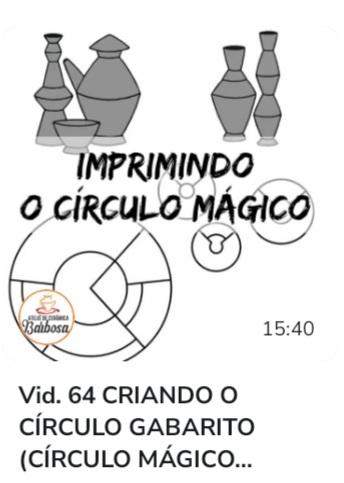 IMPRIMINDO
O CÍRCULO MÁGICO
ATELIÊ DE CERÂMICA
Barbosa
15:40
Vid. 64 CRIANDO O
CÍRCULO GABARITO
(CÍRCULO MÁGICO...